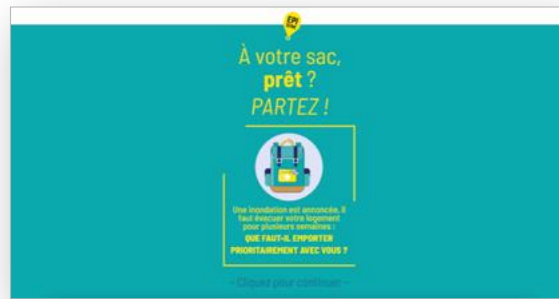 EPI
À votre sac,
prêt ?
PARTEZ !
Une inondation est annoncée, il
faut évacuer votre logement
pour plusieurs semaines :
QUE FAUT-IL EMPORTER
PRIORITAIREMENT AVEC VOUS ?
- Cliquez pour continuer -